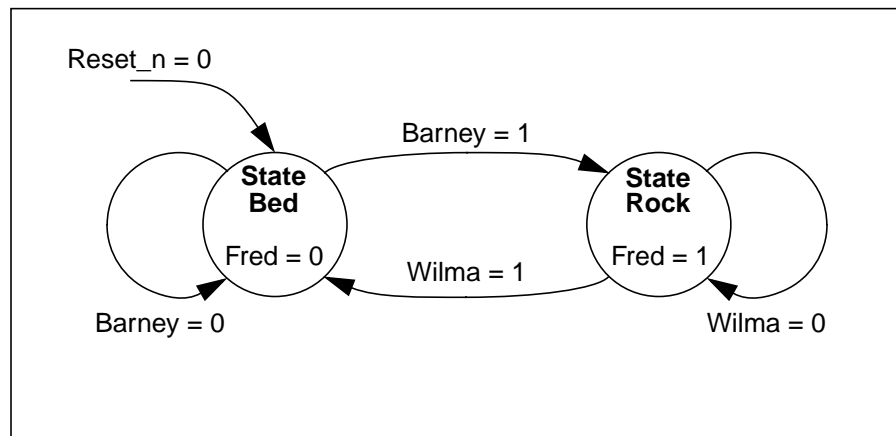 Reset_n = 0
Barney = 1
State
Bed
State
Rock
Fred = 0
Fred = 1
Wilma = 1
Barney = 0
Wilma = 0